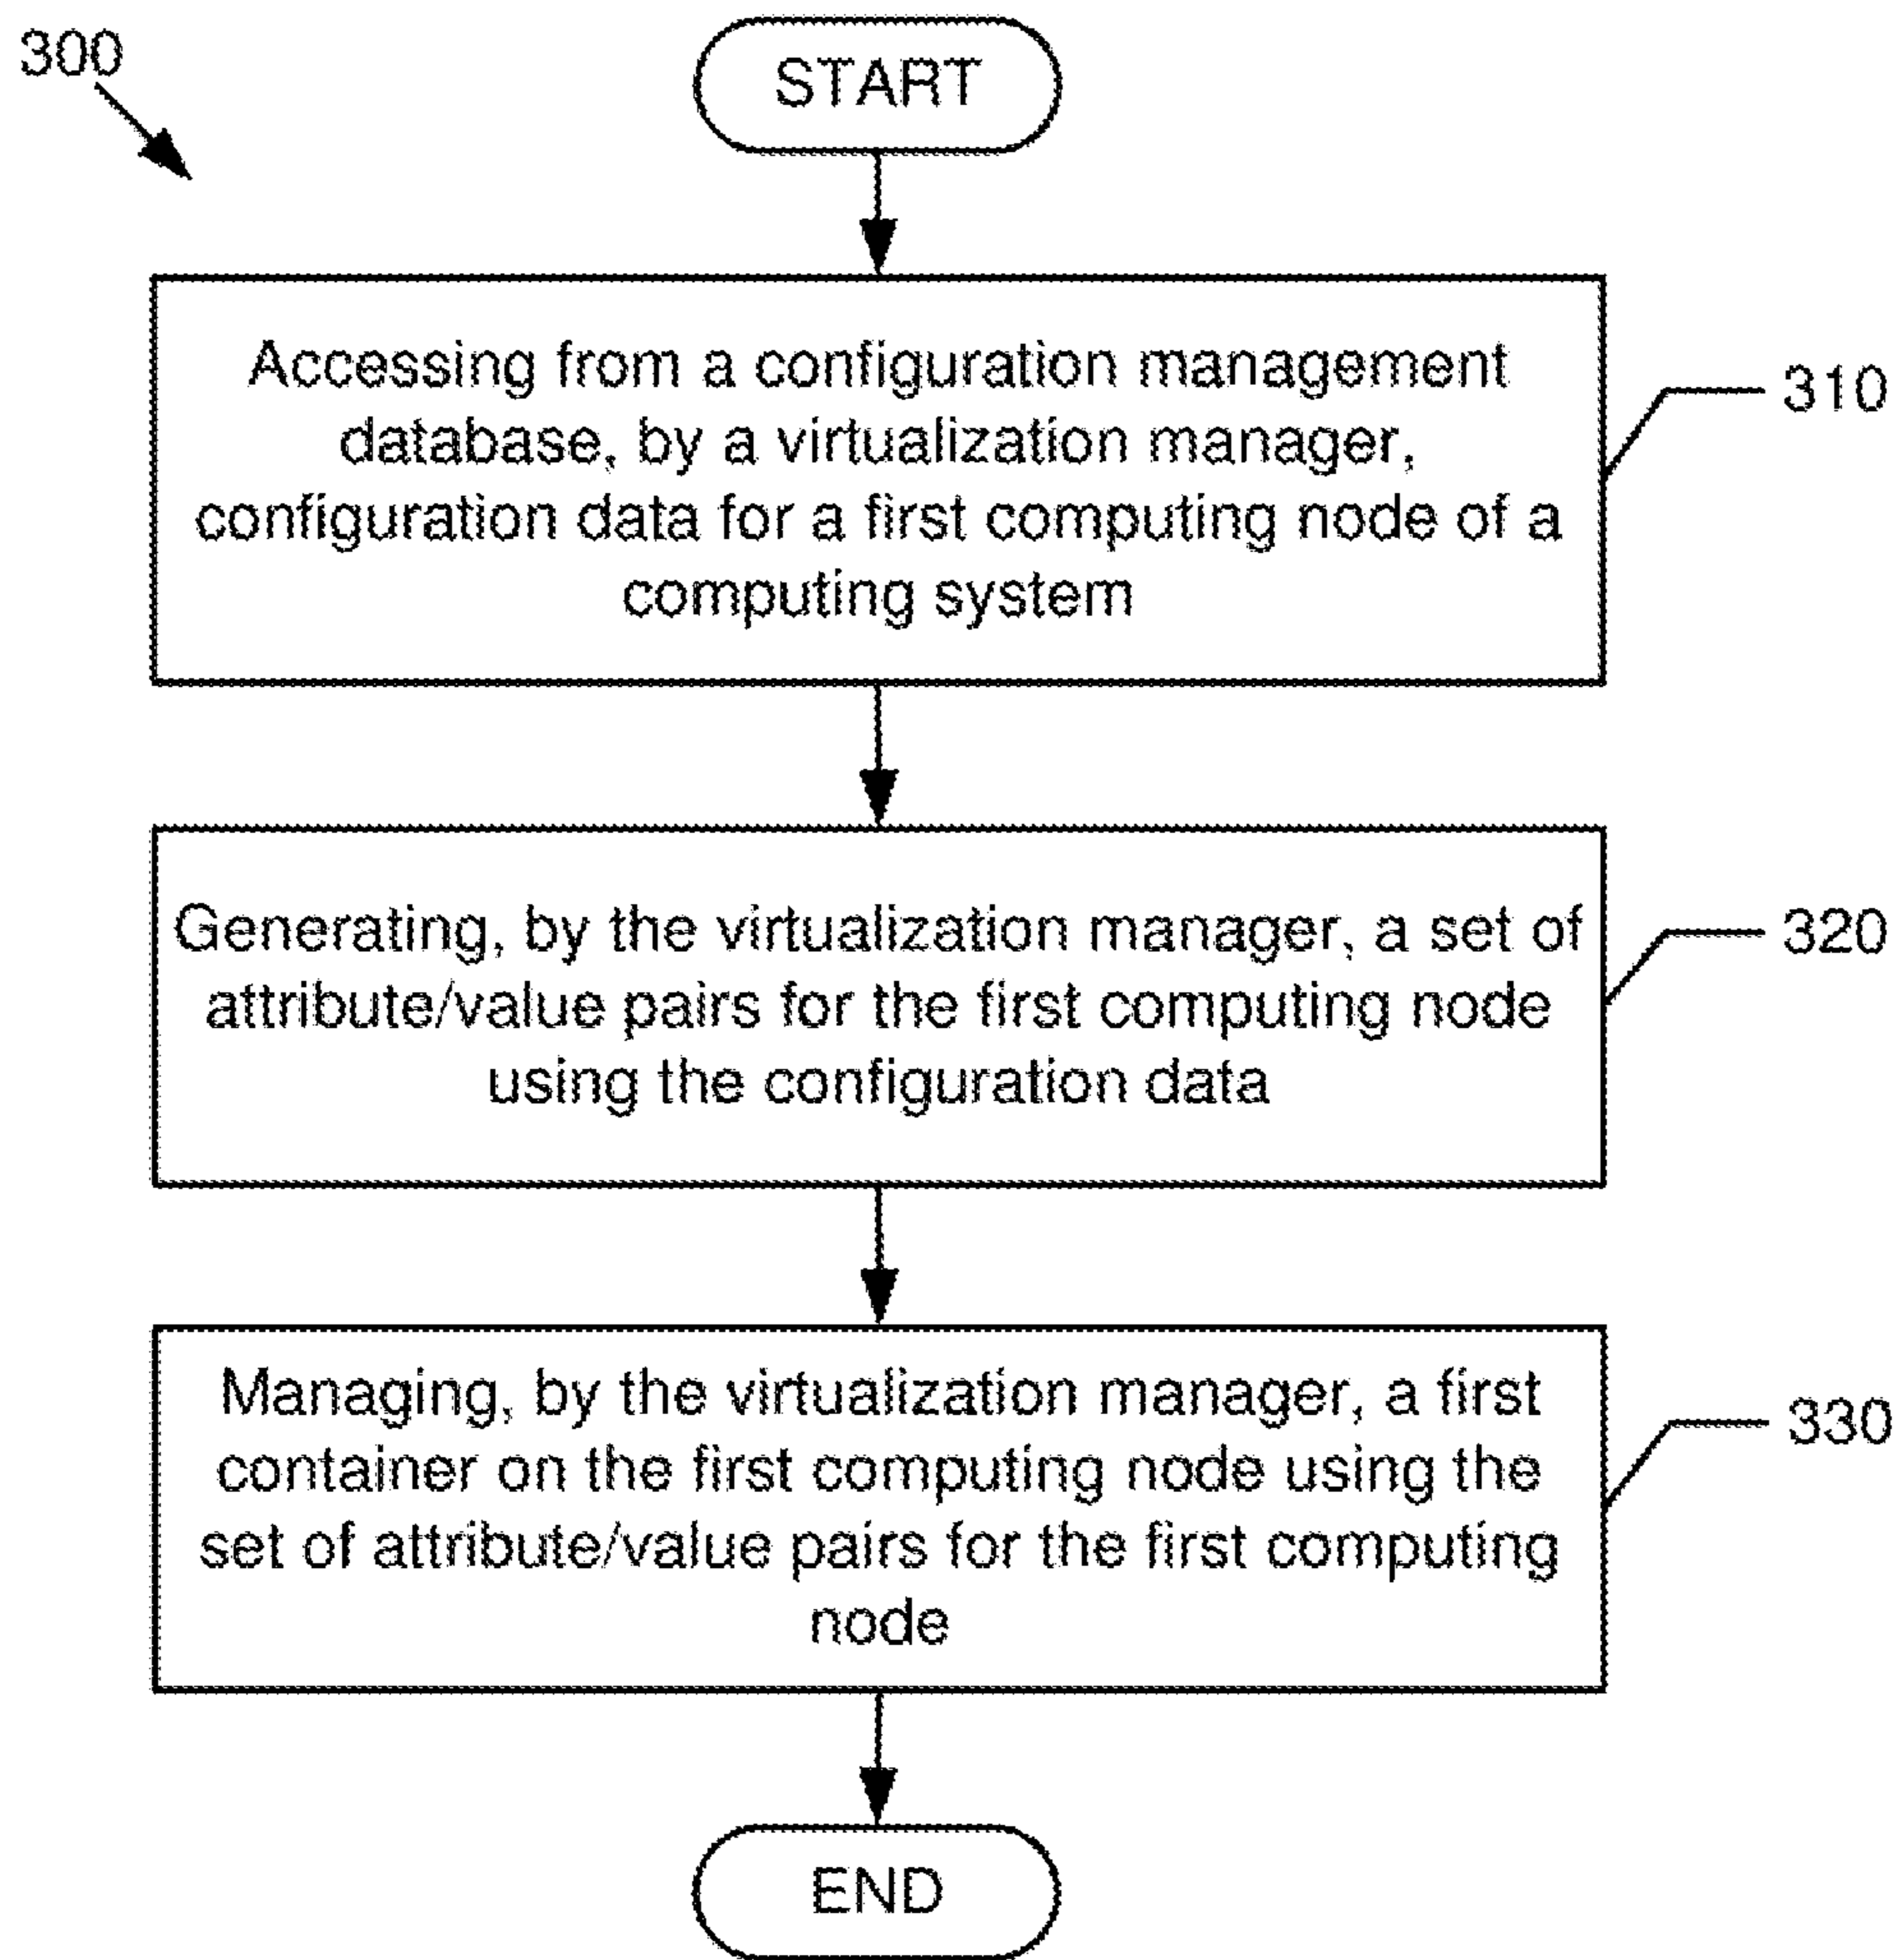 300
START
Accessing from a configuration management
database, by a virtualization manager,
configuration data for a first computing node of a
computing system
310
Generating, by the virtualization manager, a set of
attribute/value pairs for the first computing node
using the configuration data
320
Managing, by the virtualization manager, a first
container on the first computing node using the
set of attribute/value pairs for the first computing
node
330
END